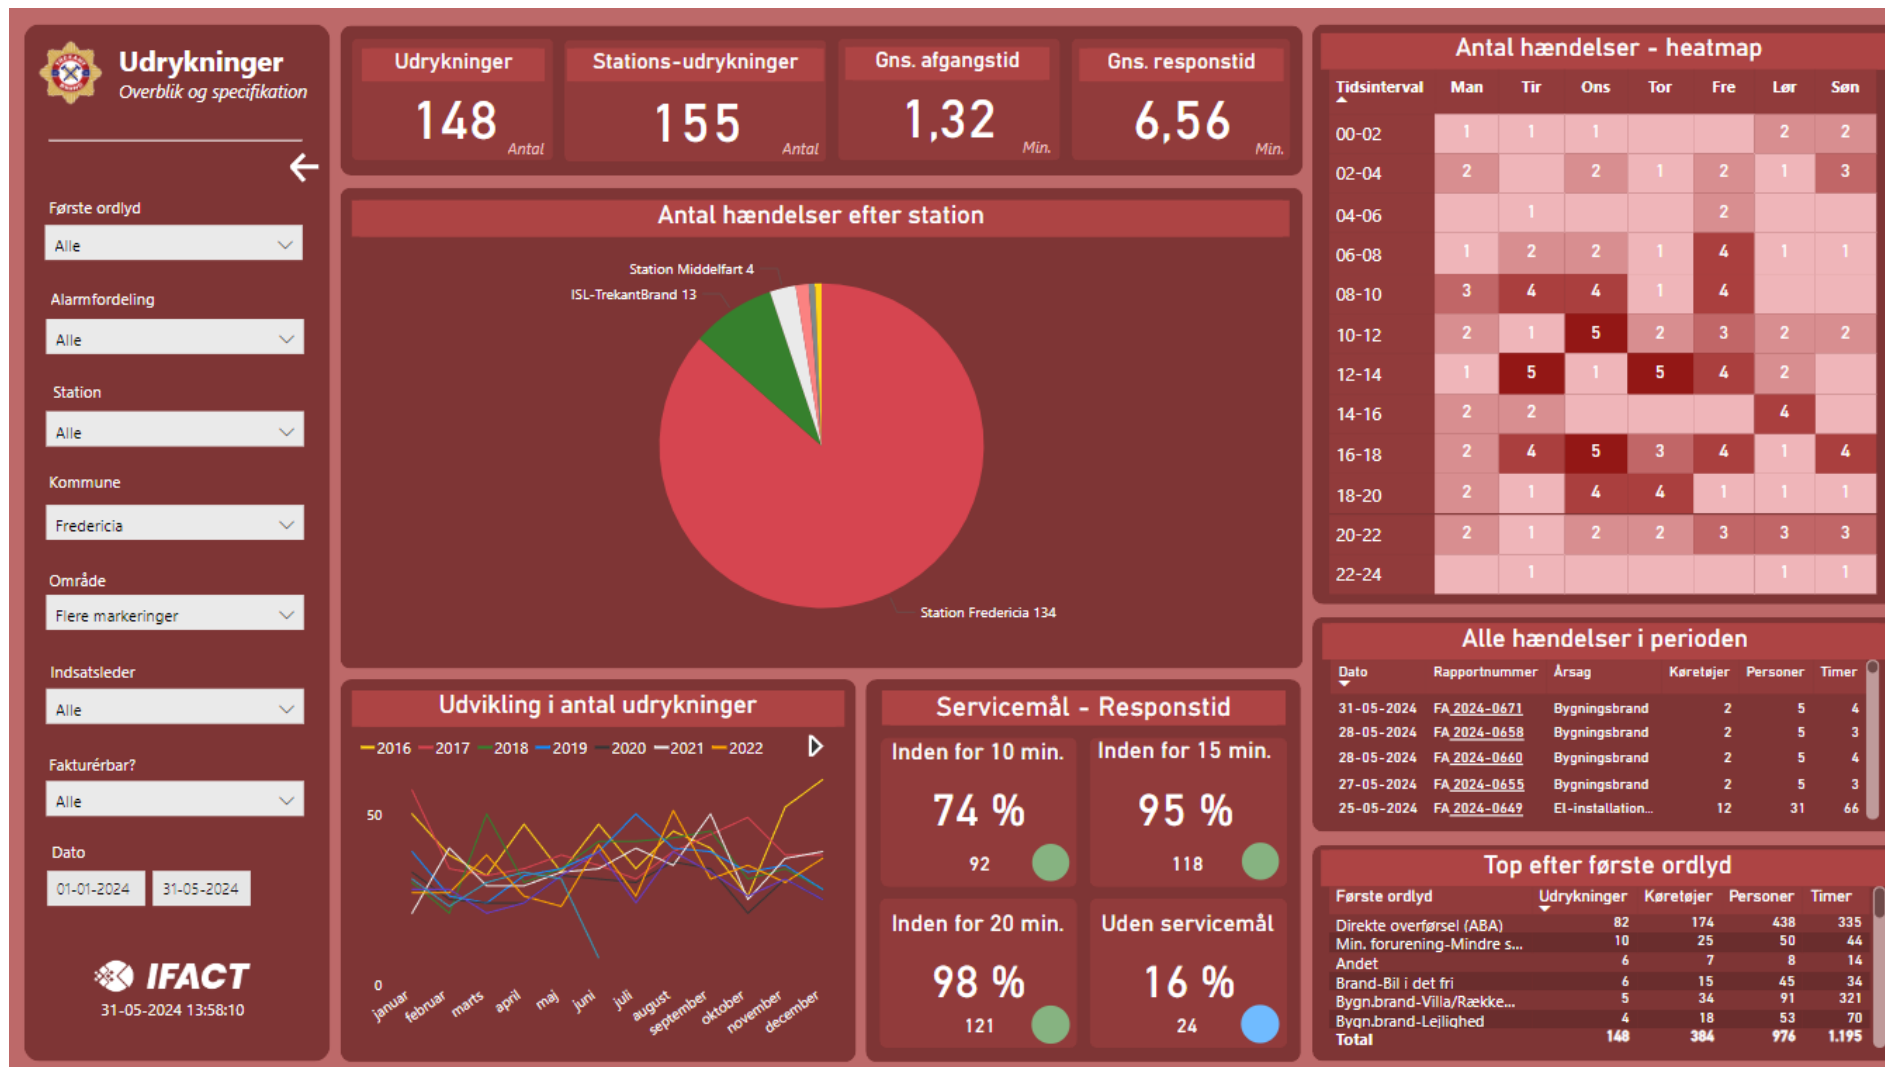 Udrykninger
Overblik og specifikation
Første ordlyd
Alle
Alarmfordeling
Alle
Station
Alle
Kommune
Fredericia
Område
Flere markeringer
Indsatsleder
Alle
Fakturérbar?
Alle
Dato
01-01-2024 31-05-2024
IFACT
31-05-2024 13:58:10
Udrykninger
148
Antal
Stations-udrykninger
155
Antal
Gns. afgangstid
1,32
Min.
Gns. responstid
6,56
Min.
Antal hændelser efter station
Station Middelfart 4
ISL-TrekantBrand 13
Station Fredericia 134
Udvikling i antal udrykninger
2016 2017 2018 2019 2020 2021 2022
50
0
januar februar marts april maj juni juli august september oktober november december
Servicemål - Responstid
Inden for 10 min.
74 %
92
Inden for 15 min.
95 %
118
Inden for 20 min.
98 %
121
Uden servicemål
16 %
24
Antal hændelser - heatmap
Tidsinterval Man Tir Ons Tor Fre Lør Søn
00-02 1 1 1 2 2
02-04 2 2 1 2 1 3
04-06 1 2
06-08 1 2 2 1 4 1 1
08-10 3 4 4 1 4
10-12 2 1 5 2 3 2 2
12-14 1 5 1 5 4 2
14-16 2 2 4
16-18 2 4 5 3 4 1 4
18-20 2 1 4 4 1 1 1
20-22 2 1 2 2 3 3 3
22-24 1 1 1
Alle hændelser i perioden
Dato Rapportnummer Årsag Køretøjer Personer Timer
31-05-2024 FA 2024-0671 Bygningsbrand 2 5 4
28-05-2024 FA 2024-0658 Bygningsbrand 2 5 3
28-05-2024 FA 2024-0660 Bygningsbrand 2 5 4
27-05-2024 FA 2024-0655 Bygningsbrand 2 5 3
25-05-2024 FA 2024-0649 El-installation... 12 31 66
Top efter første ordlyd
Første ordlyd Udrykninger Køretøjer Personer Timer
Direkte overførsel (ABA) 82 174 438 335
Min. forurening-Mindre s... 10 25 50 44
Andet 6 7 8 14
Brand-Bil i det fri 6 15 45 34
Bygn.brand-Villa/Række... 5 34 91 321
Bygn.brand-Lejlighed 4 18 53 70
Total 148 384 976 1.195